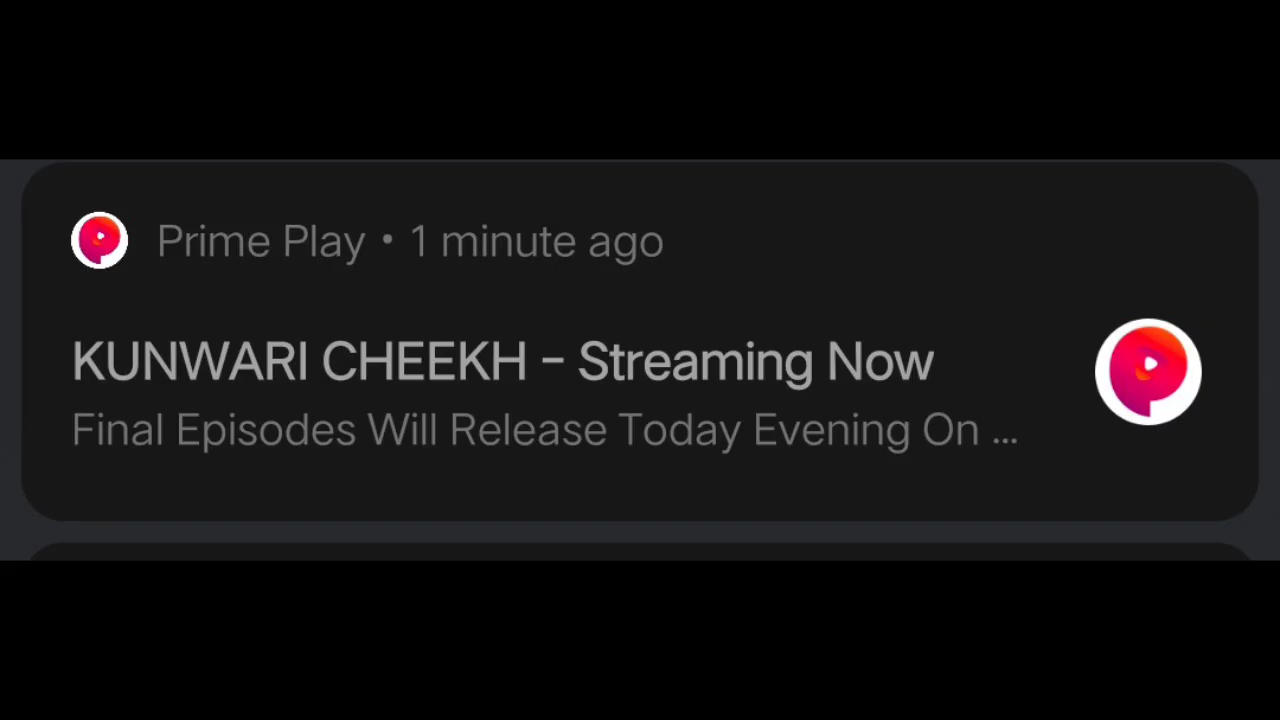 Prime Play • 1 minute ago
KUNWARI CHEEKH – Streaming Now
Final Episodes Will Release Today Evening On ...